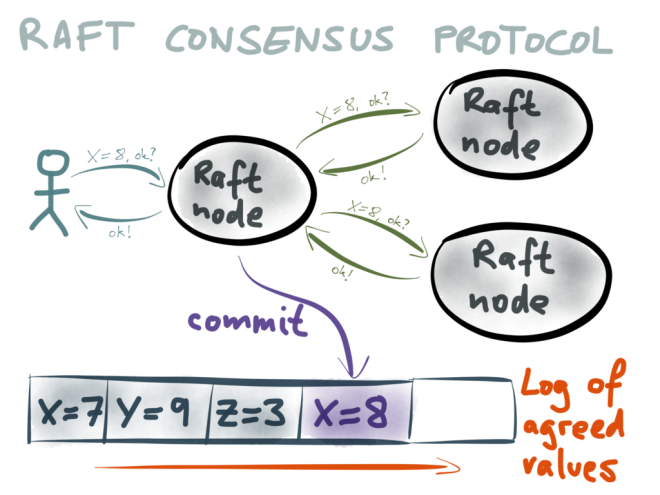 RAFT CONSENSUS PROTOCOL
X=8, ok?
ok!
Raft
node
X=8, ok?
ok!
Raft
node
X=8, ok?
ok!
Raft
node
commit
X=7 Y=9 Z=3 X=8
Log of
agreed
values